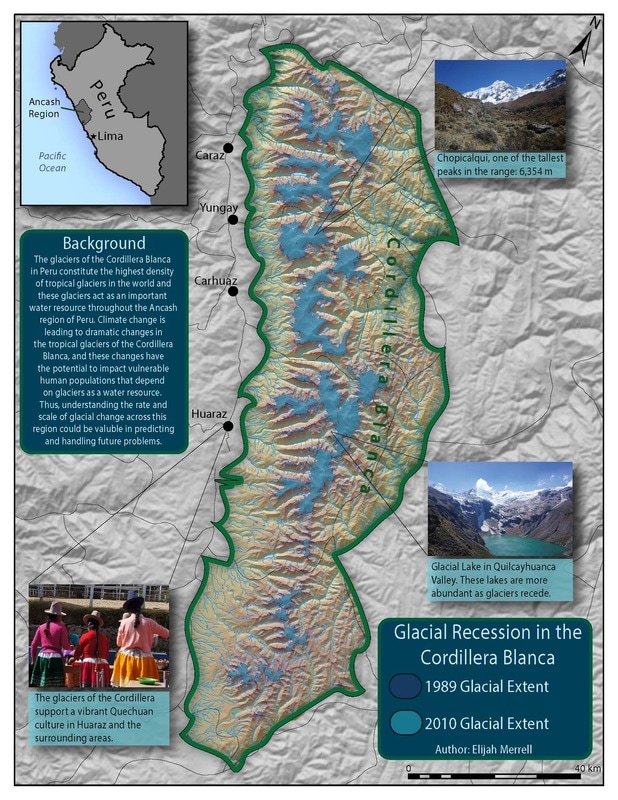 N
Peru
Ancash
Region
Lima
Pacific
Ocean
Caraz
Yungay
Carhuaz
Huaraz
Cordillera Blanca
Chopicalqui, one of the tallest
peaks in the range: 6,354 m
Background
The glaciers of the Cordillera Blanca
in Peru constitute the highest density
of tropical glaciers in the world and
these glaciers act as an important
water resource throughout the Ancash
region of Peru. Climate change is
leading to dramatic changes in
the tropical glaciers of the Cordillera
Blanca, and these changes have
the potential to impact vulnerable
human populations that depend
on glaciers as a water resource.
Thus, understanding the rate and
scale of glacial change across this
region could be valuble in predicting
and handling future problems.
Glacial Lake in Quilcayhuanca
Valley. These lakes are more
abundant as glaciers recede.
The glaciers of the Cordillera
support a vibrant Quechuan
culture in Huaraz and the
surrounding areas.
Glacial Recession in the
Cordillera Blanca
1989 Glacial Extent
2010 Glacial Extent
Author: Elijah Merrell
0 40 km